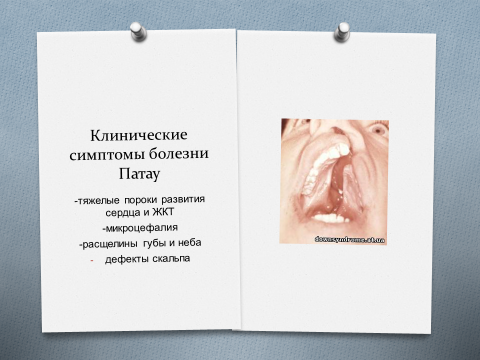 Клинические
симптомы болезни
Патау
-тяжелые пороки развития
сердца и ЖКТ
-микроцефалия
-расщелины губы и неба
- дефекты скальпа
downsyndrome.at.ua